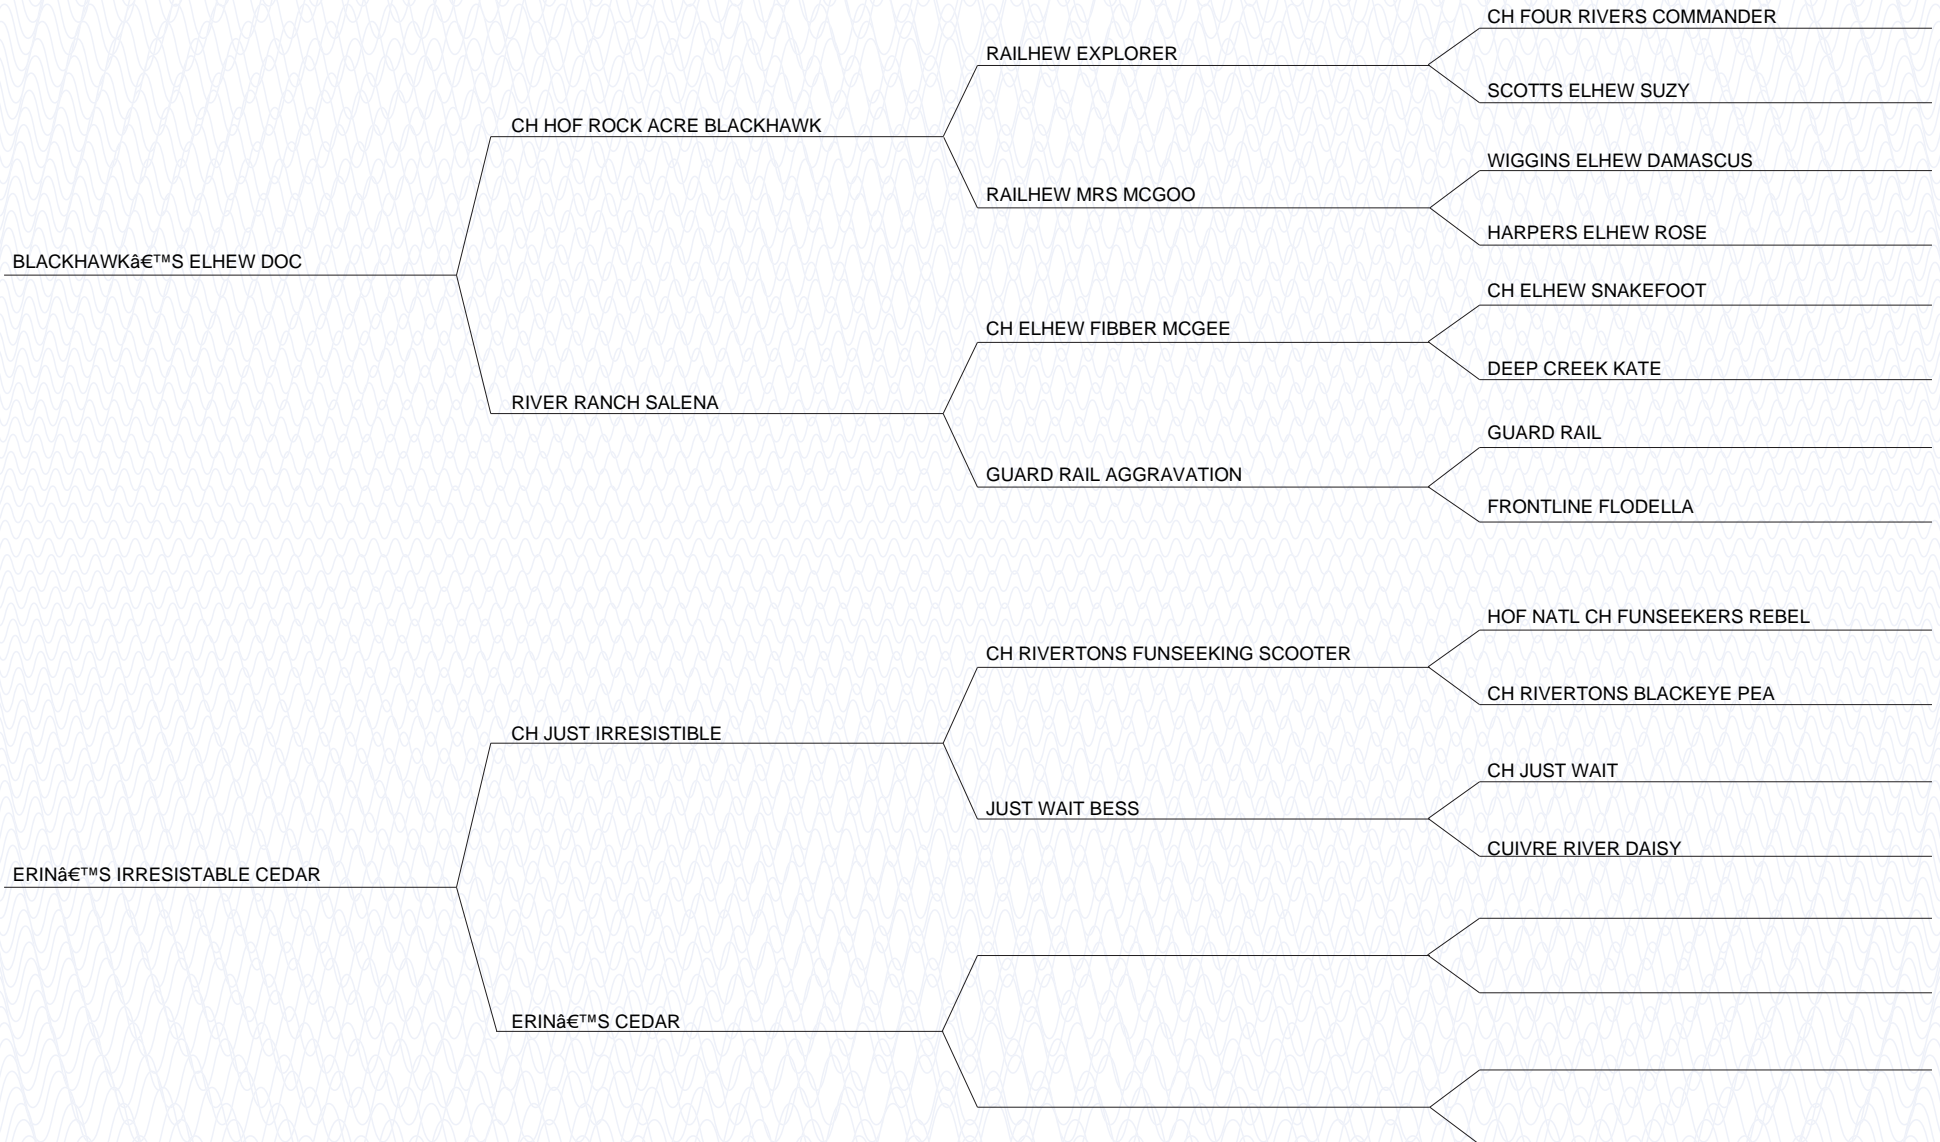 CH FOUR RIVERS COMMANDER
RAILHEW EXPLORER
SCOTTS ELHEW SUZY
CH HOF ROCK ACRE BLACKHAWK
WIGGINS ELHEW DAMASCUS
RAILHEW MRS MCGOO
HARPERS ELHEW ROSE
BLACKHAWKâ€™S ELHEW DOC
CH ELHEW SNAKEFOOT
CH ELHEW FIBBER MCGEE
DEEP CREEK KATE
RIVER RANCH SALENA
GUARD RAIL
GUARD RAIL AGGRAVATION
FRONTLINE FLODELLA
HOF NATL CH FUNSEEKERS REBEL
CH RIVERTONS FUNSEEKING SCOOTER
CH RIVERTONS BLACKEYE PEA
CH JUST IRRESISTIBLE
CH JUST WAIT
JUST WAIT BESS
CUIVRE RIVER DAISY
ERINâ€™S IRRESISTABLE CEDAR
ERINâ€™S CEDAR